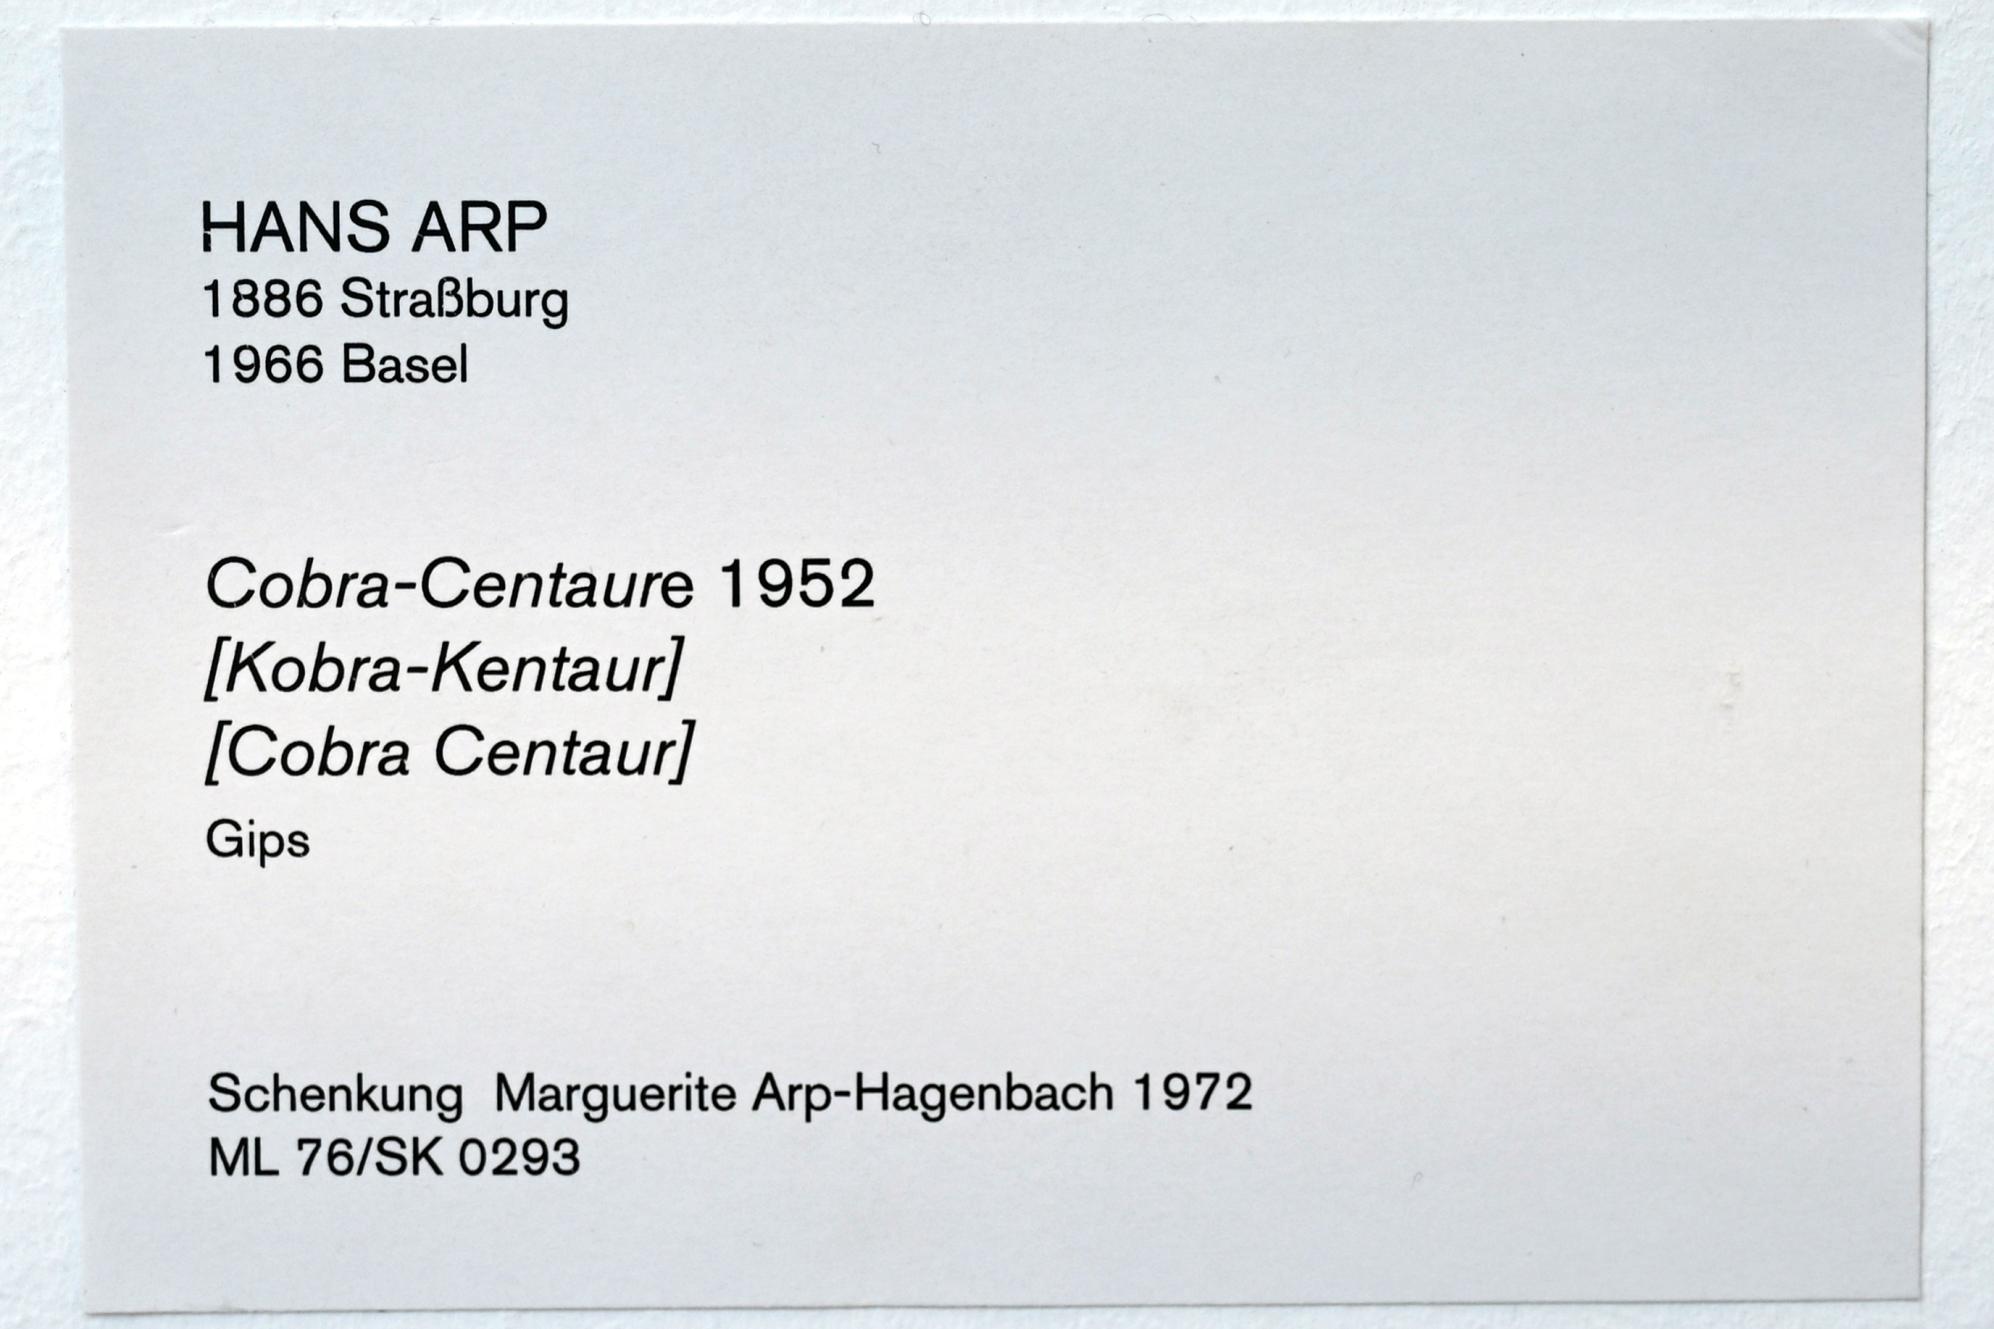 HANS ARP
1886 Straßburg
1966 Basel
Cobra-Centaure 1952
[Kobra-Kentaur]
[Cobra Centaur]
Gips
Schenkung Marguerite Arp-Hagenbach 1972
ML 76/SK 0293